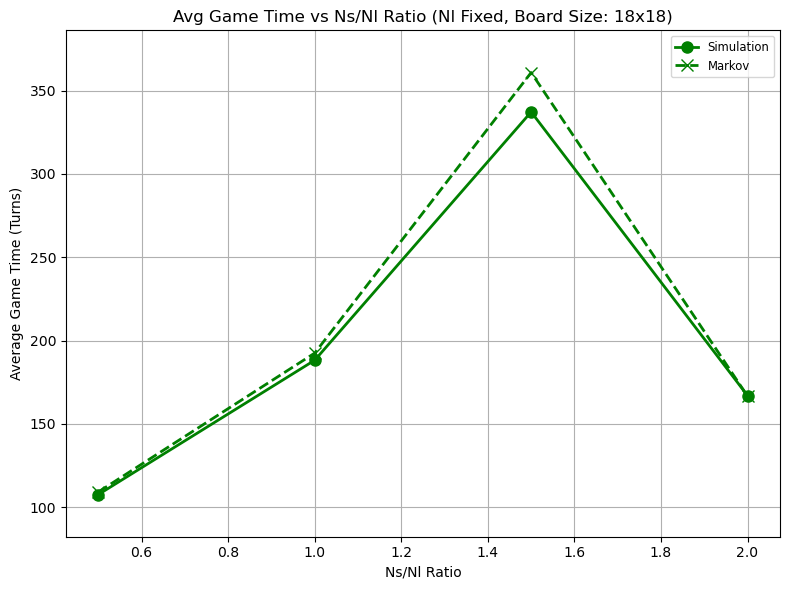 Avg Game Time vs Ns/Nl Ratio (Nl Fixed, Board Size: 18x18)
Simulation
Markov
350
300
250
200
150
100
Average Game Time (Turns)
0.6 0.8 1.0 1.2 1.4 1.6 1.8 2.0
Ns/Nl Ratio